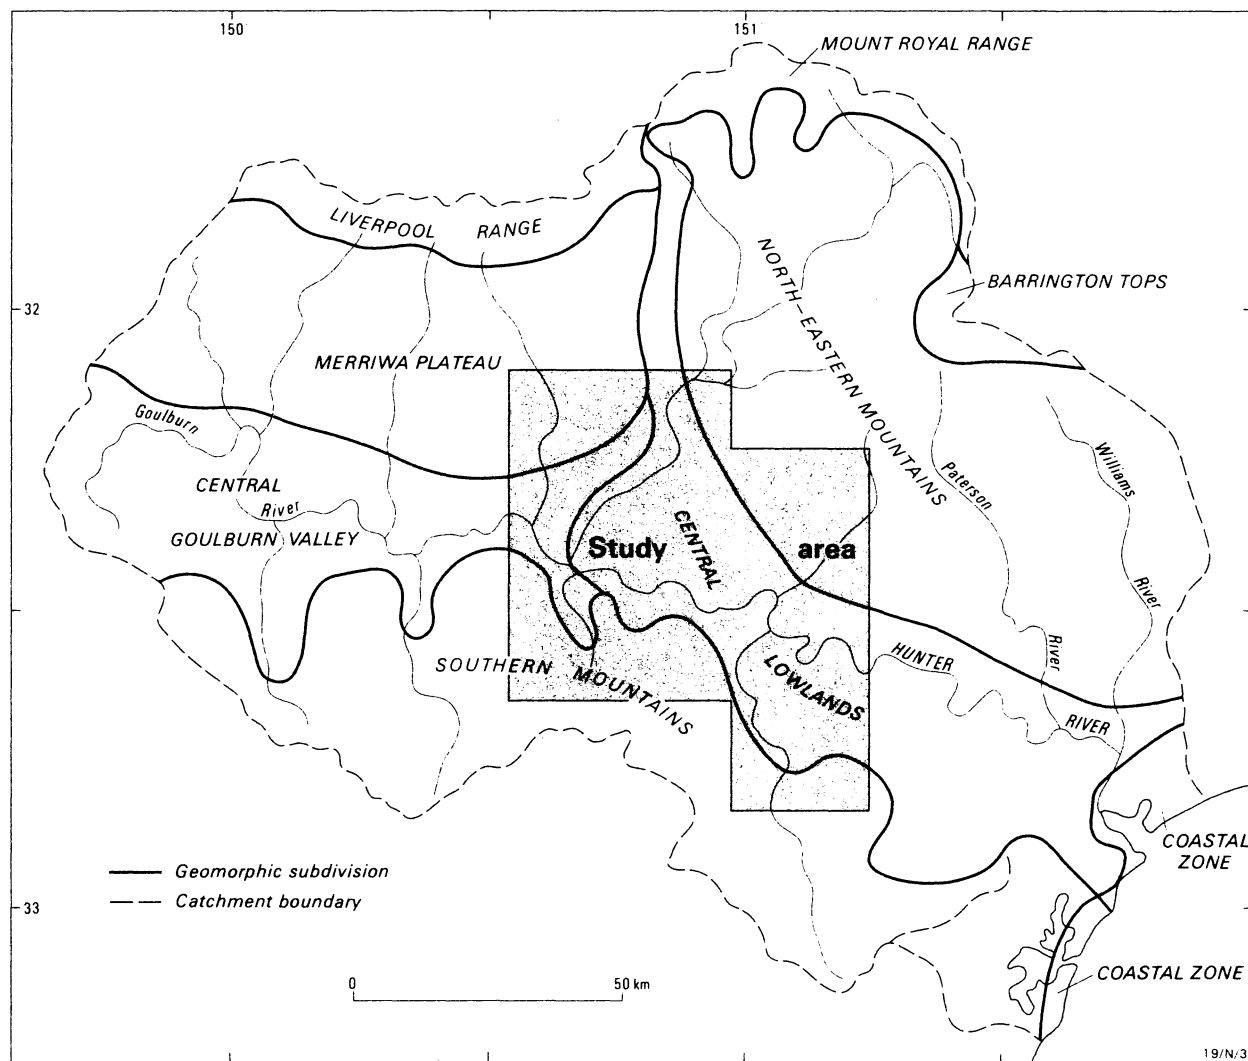 150
151
MOUNT ROYAL RANGE
LIVERPOOL RANGE
NORTH-EASTERN MOUNTAINS
BARRINGTON TOPS
32
MERRIWA PLATEAU
Goulburn
River
CENTRAL
GOULBURN VALLEY
Paterson
River
Williams
River
Study area
CENTRAL
LOWLANDS
HUNTER
RIVER
SOUTHERN MOUNTAINS
COASTAL
ZONE
Geomorphic subdivision
Catchment boundary
33
COASTAL ZONE
0 50 km
19/N/3